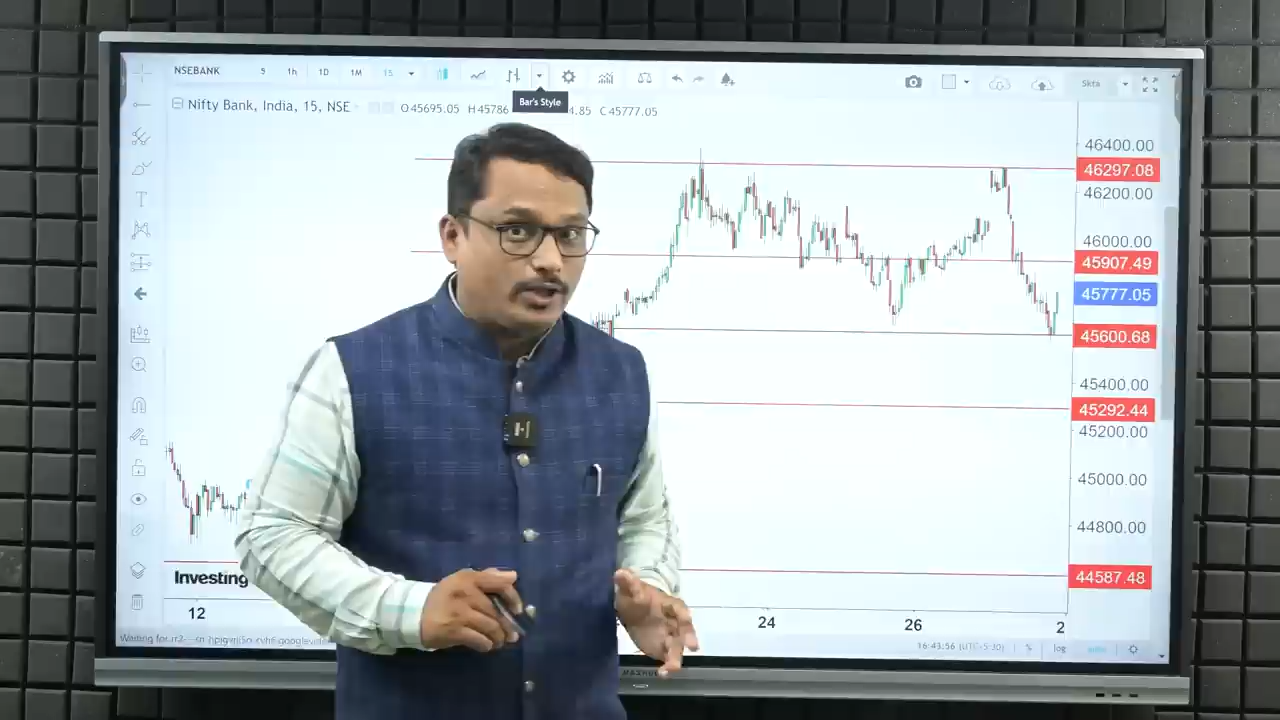 NSEBANK 1h 1D 1M 15 Skta
Bar's Style
Nifty Bank, India, 15, NSE O45695.05 H45786 4.85 C45777.05
46400.00
46297.08
46200.00
46000.00
45907.49
45777.05
45600.68
45400.00
45292.44
45200.00
45000.00
44800.00
44587.48
Investing
12 24 26 2
16:43:56 (UTC+5:30) % log auto